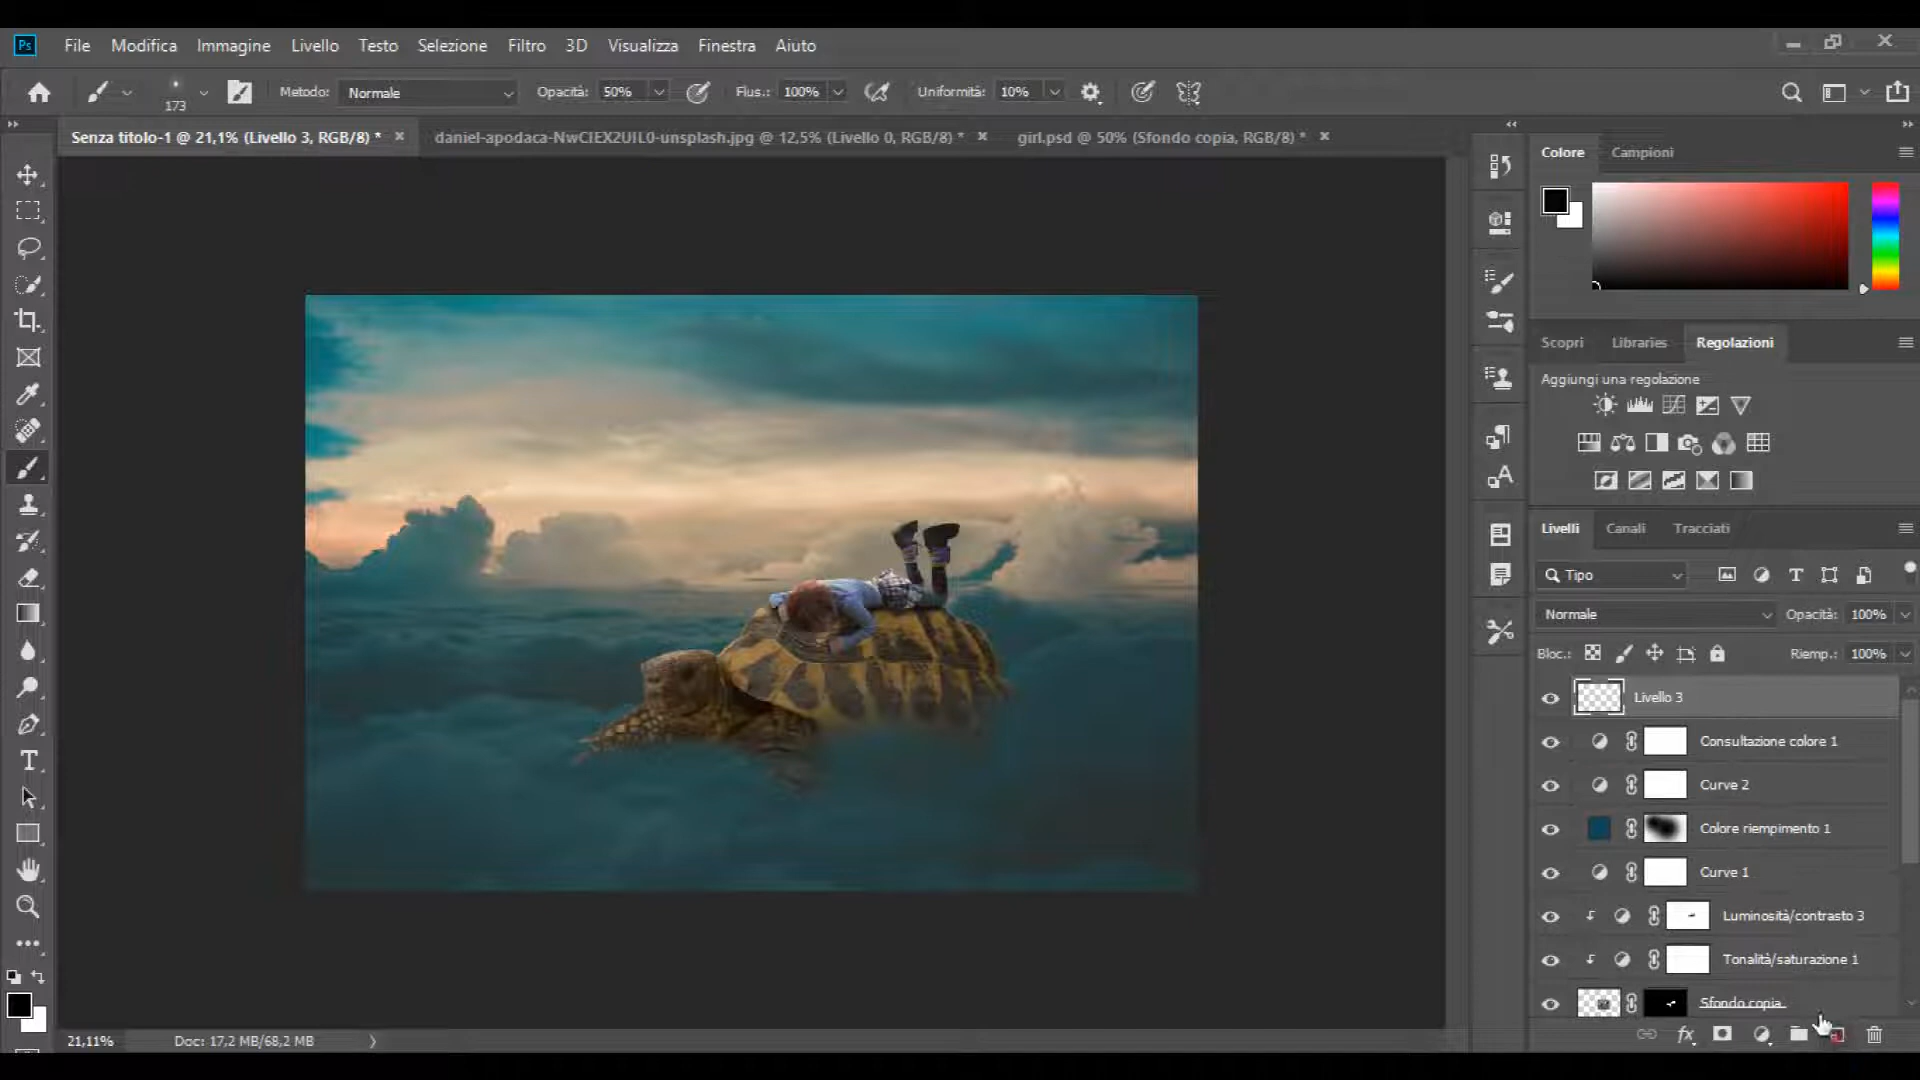 Ps File Modifica Immagine Livello Testo Selezione Filtro 3D Visualizza Finestra Aiuto
173 Metodo: Normale Opacità: 50% Flus.: 100% Uniformità: 10%
Senza titolo-1 @ 21,1% (Livello 3, RGB/8) * daniel-apodaca-NwCIEX2UIL0-unsplash.jpg @ 12,5% (Livello 0, RGB/8) * girl.psd @ 50% (Sfondo copia, RGB/8) *
Colore Campioni
Scopri Libraries Regolazioni
Aggiungi una regolazione
Livelli Canali Tracciati
Tipo
Normale Opacità: 100%
Bloc.: Riemp.: 100%
Livello 3
Consultazione colore 1
Curve 2
Colore riempimento 1
Curve 1
Luminosità/contrasto 3
Tonalità/saturazione 1
Sfondo copia
fx
21,11% Doc: 17,2 MB/68,2 MB